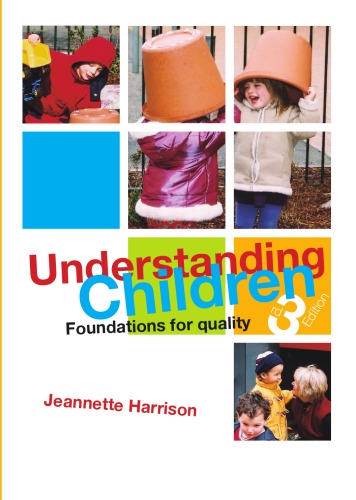 Understanding
Children
Foundations for quality
3rd
Edition
Jeannette Harrison